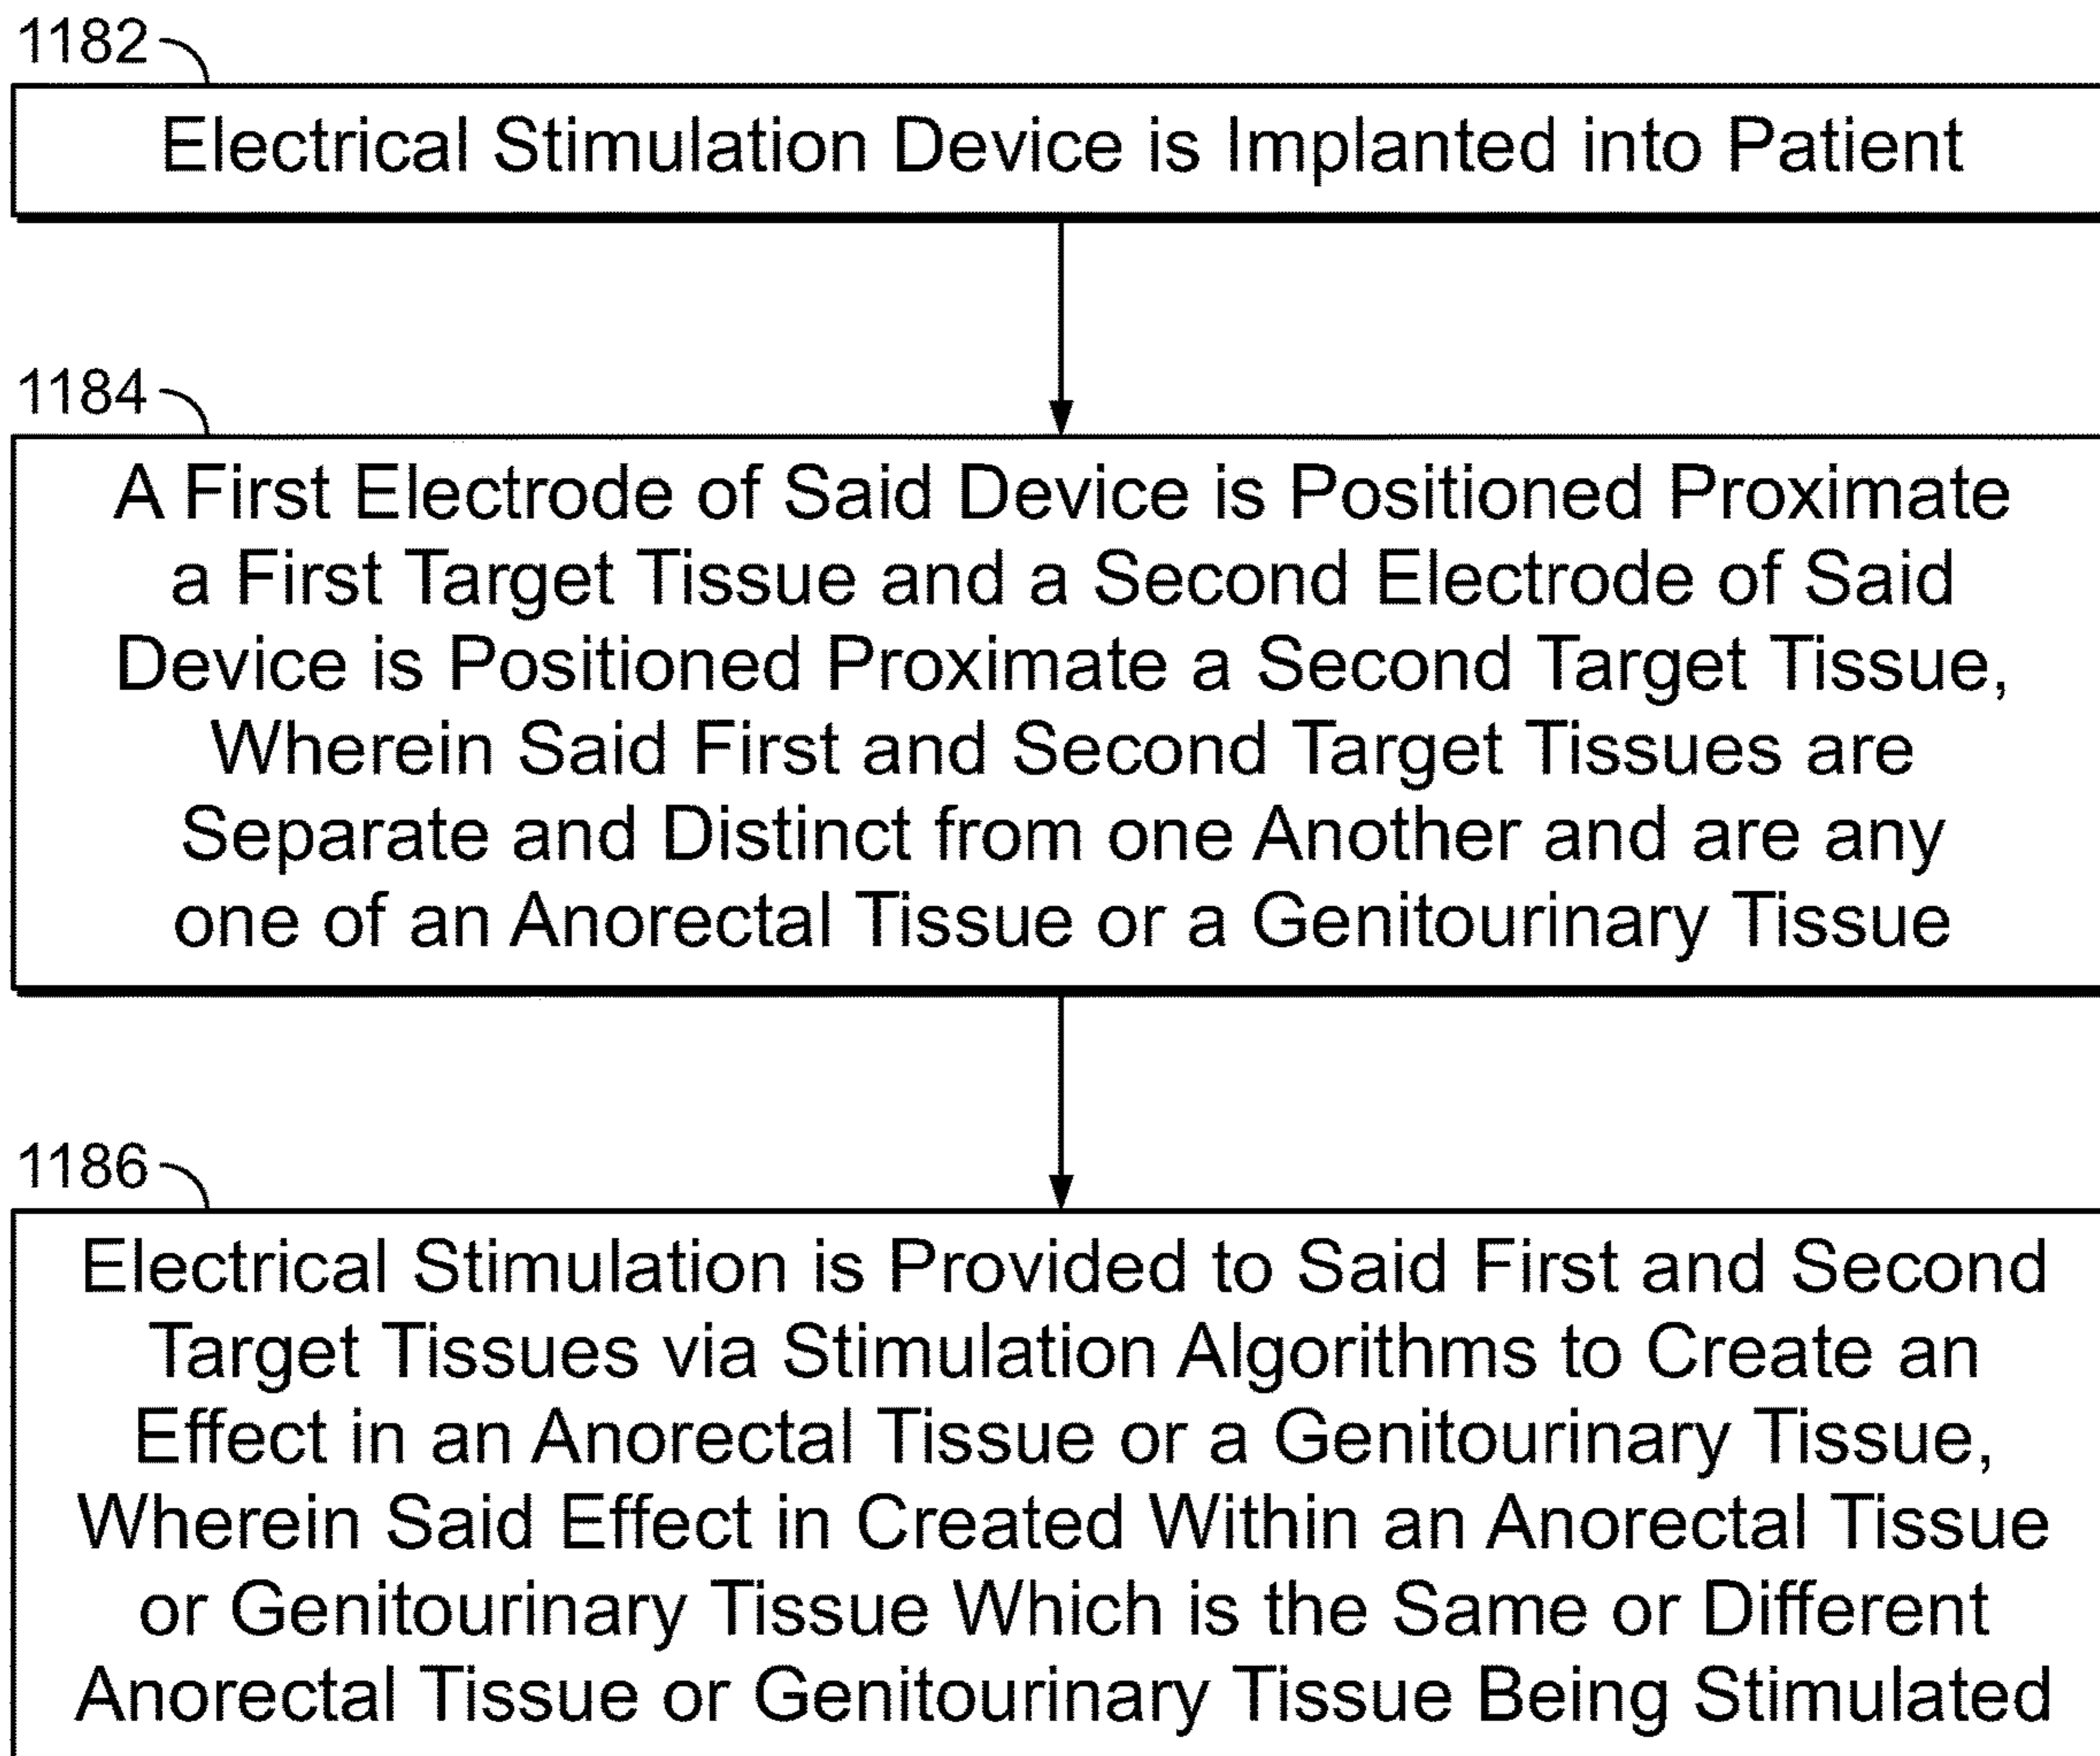 1182
Electrical Stimulation Device is Implanted into Patient
1184
A First Electrode of Said Device is Positioned Proximate
a First Target Tissue and a Second Electrode of Said
Device is Positioned Proximate a Second Target Tissue,
Wherein Said First and Second Target Tissues are
Separate and Distinct from one Another and are any
one of an Anorectal Tissue or a Genitourinary Tissue
1186
Electrical Stimulation is Provided to Said First and Second
Target Tissues via Stimulation Algorithms to Create an
Effect in an Anorectal Tissue or a Genitourinary Tissue,
Wherein Said Effect in Created Within an Anorectal Tissue
or Genitourinary Tissue Which is the Same or Different
Anorectal Tissue or Genitourinary Tissue Being Stimulated